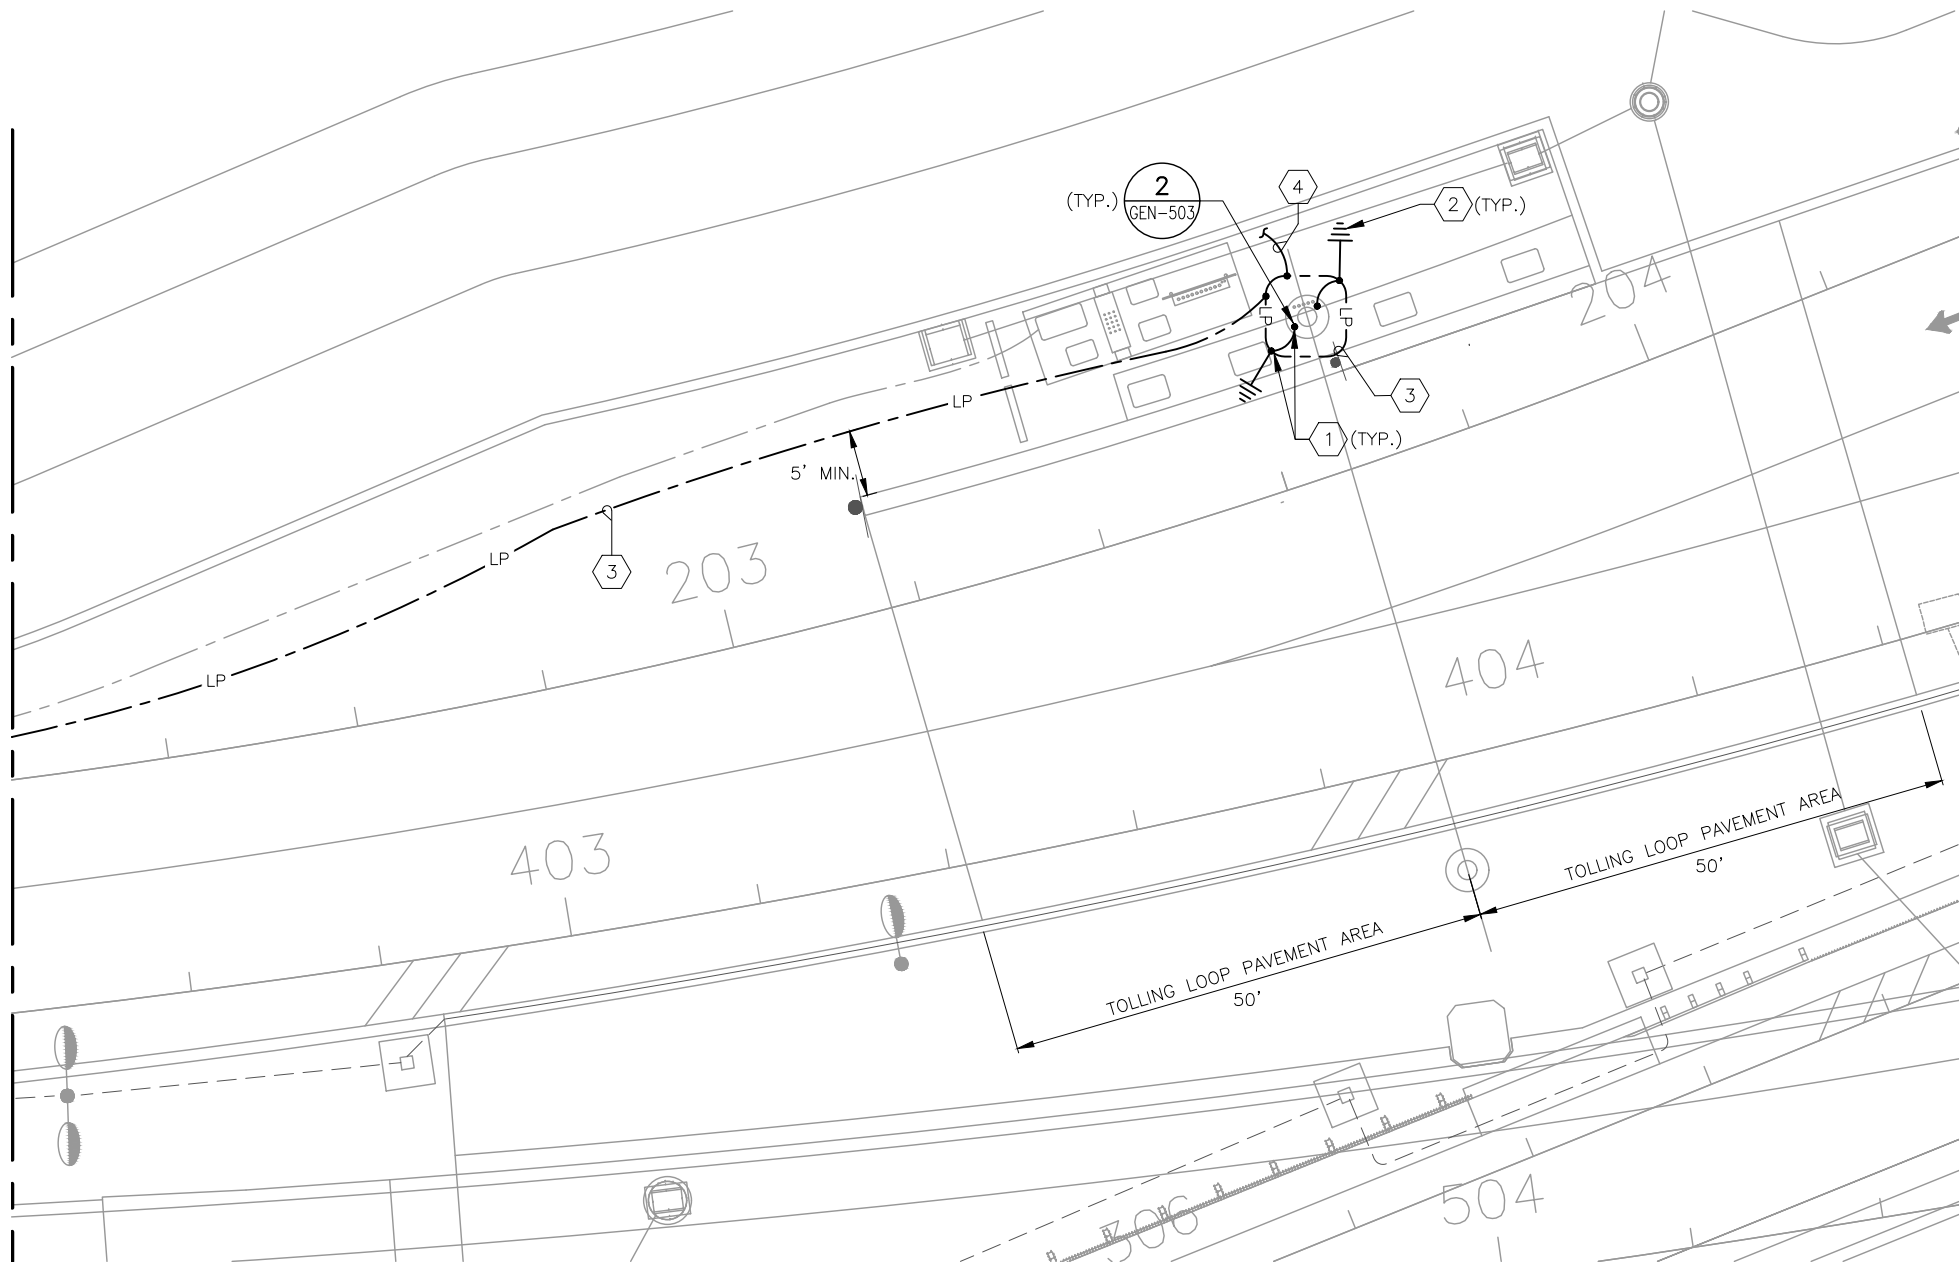 2
GEN-503
(TYP.)
4
2
(TYP.)
204
LP
LP
LP
3
1
(TYP.)
5' MIN.
LP
3
203
LP
404
403
TOLLING LOOP PAVEMENT AREA
50'
TOLLING LOOP PAVEMENT AREA
50'
306
504